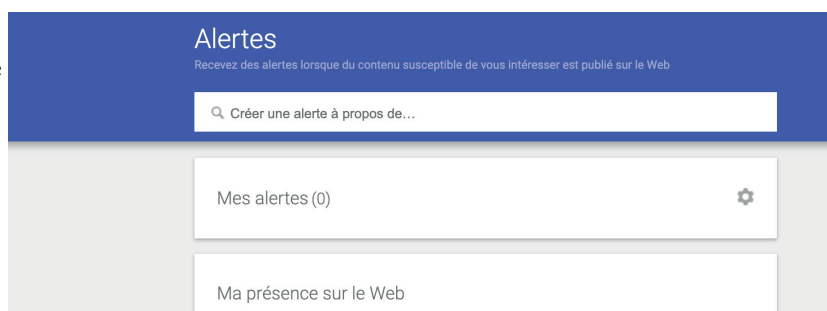 Alertes
Recevez des alertes lorsque du contenu susceptible de vous intéresser est publié sur le Web
Créer une alerte à propos de…
Mes alertes (0)
Ma présence sur le Web